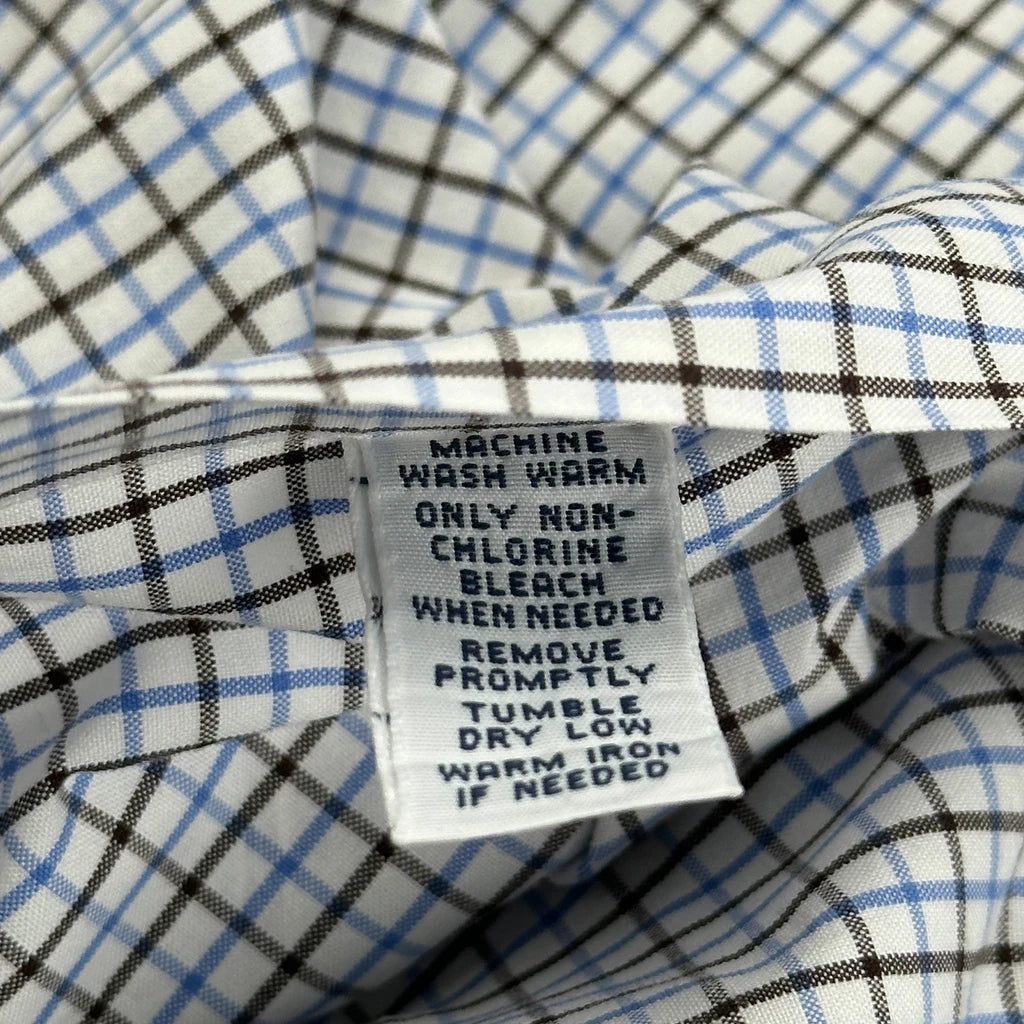 MACHINE
WASH WARM
ONLY NON-
CHLORINE
BLEACH
WHEN NEEDED
REMOVE
PROMPTLY
TUMBLE
DRY LOW
WARM IRON
IF NEEDED